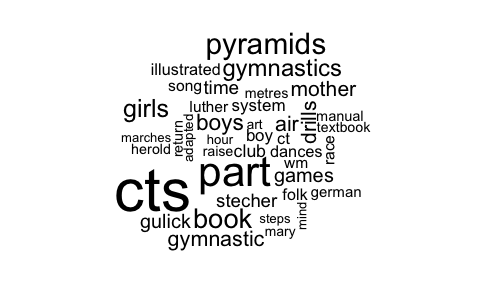 pyramids
illustrated gymnastics
song time metres mother
girls luther system
boys art air drills manual
textbook
marches return adapted hour boy ct
herold raise club dances race
wm
cts part games
stecher folk german
gulick book steps mind
mary
gymnastic